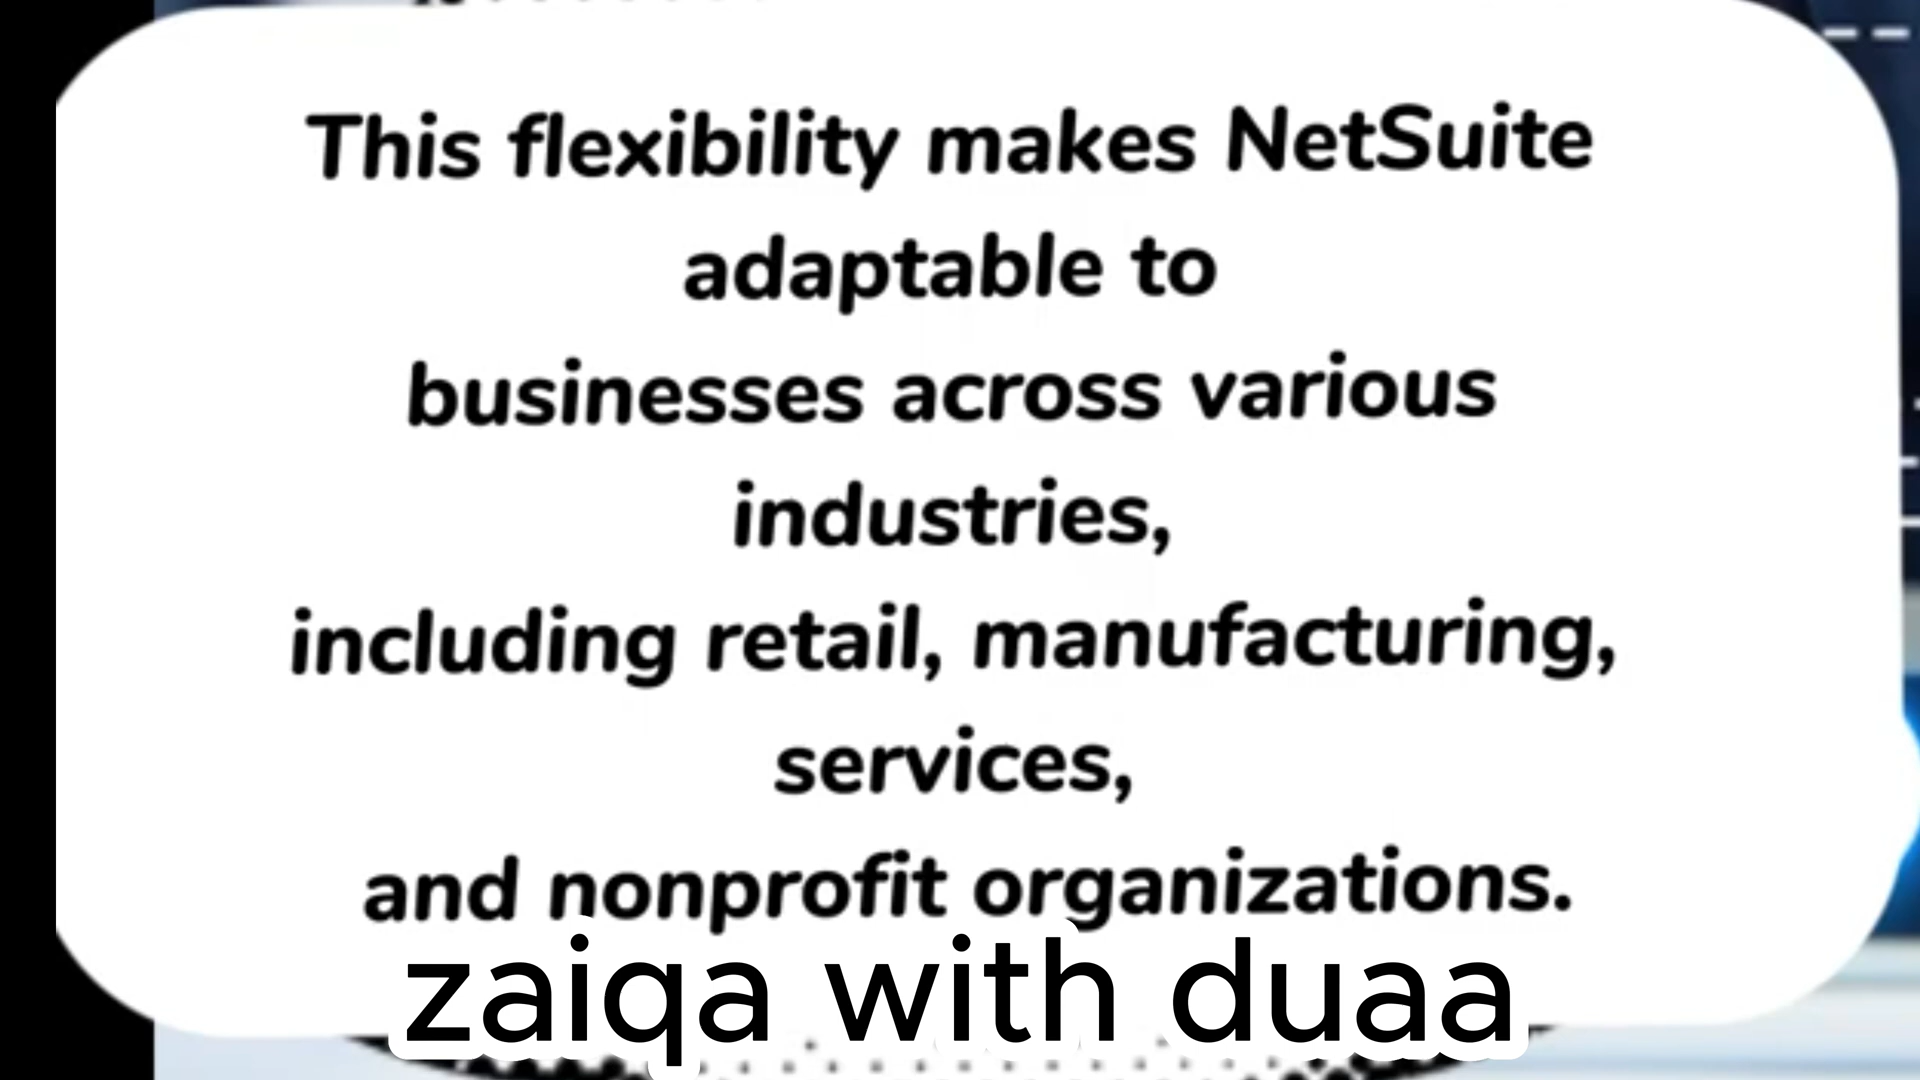 This flexibility makes NetSuite
adaptable to
businesses across various
industries,
including retail, manufacturing,
services,
and nonprofit organizations.
zaiqa with duaa